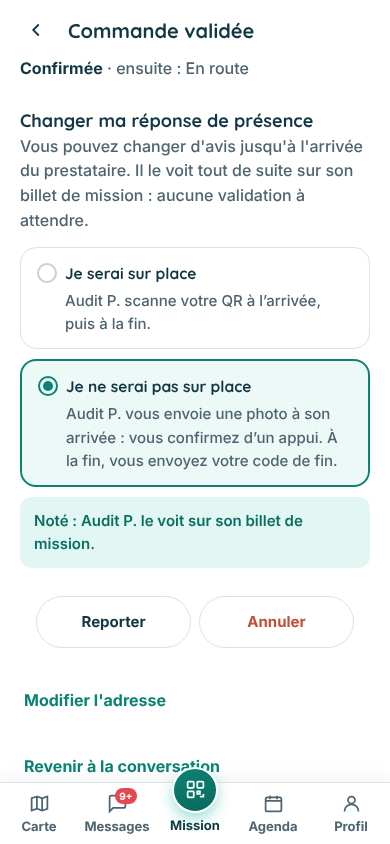 Commande validée
Confirmée · ensuite : En route
Changer ma réponse de présence
Vous pouvez changer d'avis jusqu'à l'arrivée
du prestataire. Il le voit tout de suite sur son
billet de mission : aucune validation à
attendre.
Je serai sur place
Audit P. scanne votre QR à l’arrivée,
puis à la fin.
Je ne serai pas sur place
Audit P. vous envoie une photo à son
arrivée : vous confirmez d’un appui. À
la fin, vous envoyez votre code de fin.
Noté : Audit P. le voit sur son billet de
mission.
Reporter
Annuler
Modifier l'adresse
Revenir à la conversation
9+
Carte
Messages
Mission
Agenda
Profil